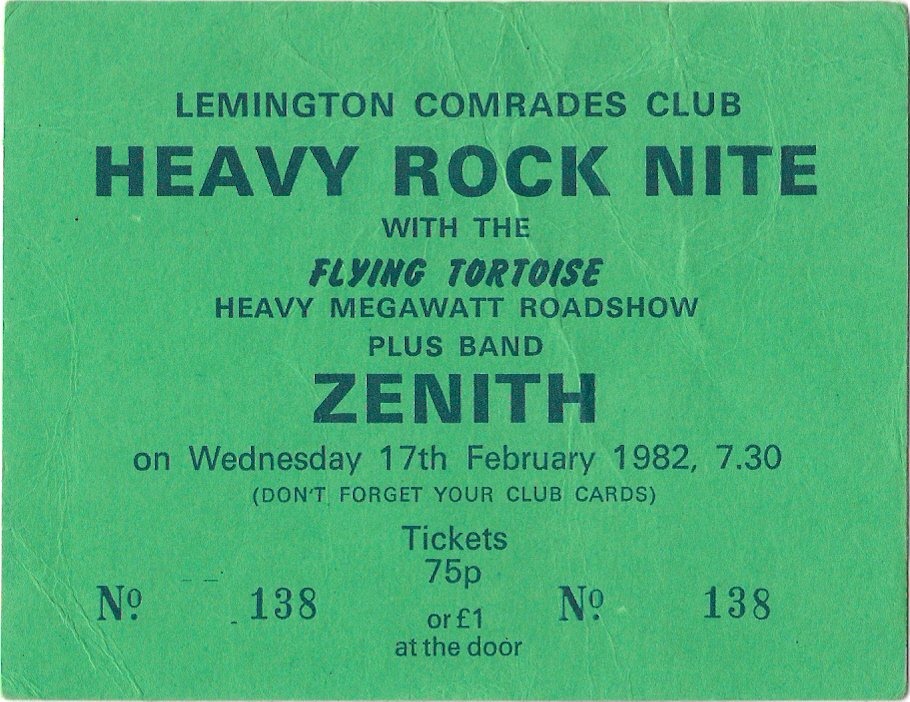 LEMINGTON COMRADES CLUB
HEAVY ROCK NITE
WITH THE
FLYING TORTOISE
HEAVY MEGAWATT ROADSHOW
PLUS BAND
ZENITH
on Wednesday 17th February 1982, 7.30
(DON'T FORGET YOUR CLUB CARDS)
Tickets
75p
Nº 138 Nº 138
or £1
at the door